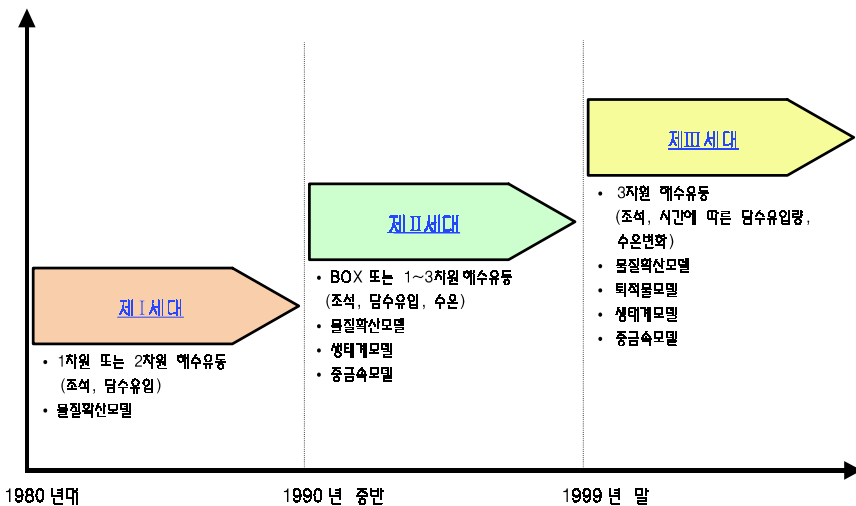 제Ⅲ세대
• 3차원 해수유동
(조석, 시간에 따른 담수유입량,
수온변화)
• 물질확산모델
• 퇴적물모델
• 생태계모델
• 중금속모델
제Ⅱ세대
• BOX 또는 1~3차원 해수유동
(조석, 담수유입, 수온)
• 물질확산모델
• 생태계모델
• 중금속모델
제Ⅰ세대
• 1차원 또는 2차원 해수유동
(조석, 담수유입)
• 물질확산모델
1980 년대 1990 년 중반 1999 년 말